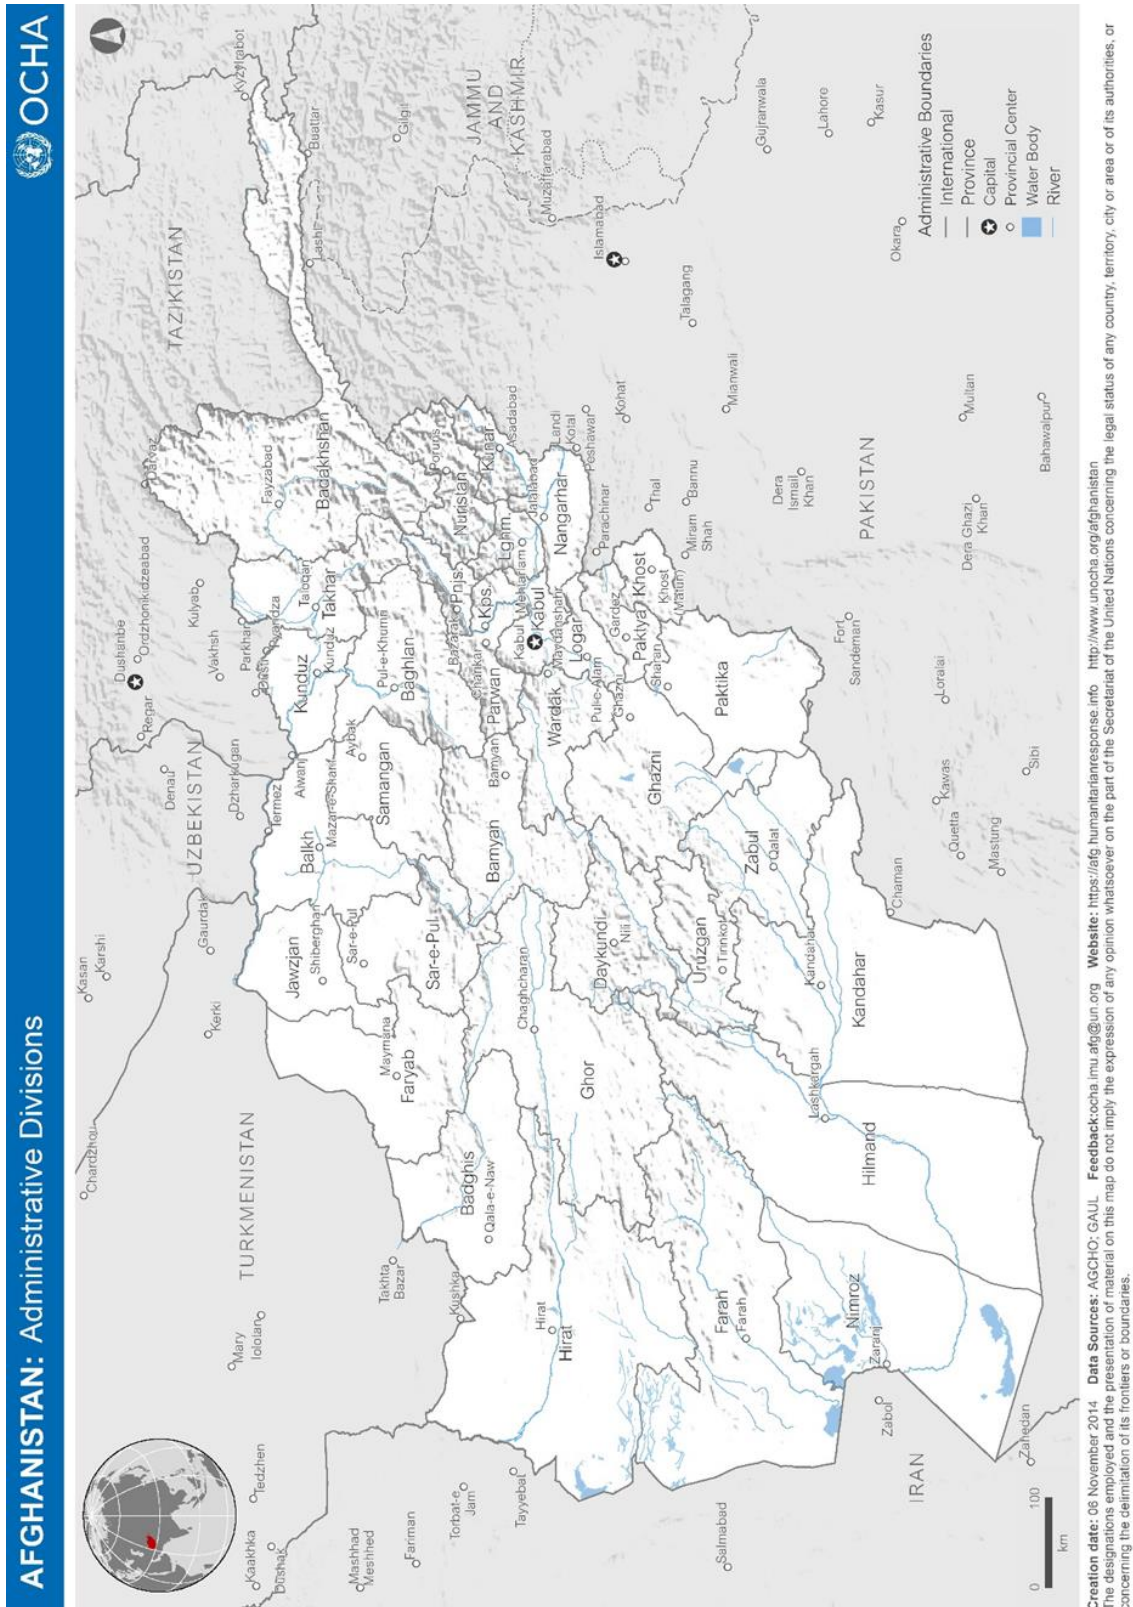 AFGHANISTAN: Administrative Divisions
OCHA
Kasan
Karshi
Chardzhou
Kerki
Gaurdak
Denau
Regar
Dushanbe
Ordzhonikidzeabad
Darvaz
TAZIKISTAN
Kyzylrabot
UZBEKISTAN
TURKMENISTAN
Dzharkugan
Termez
Vakhsh
Kulyab
Parkhar
Mary
Iololan
Tedzhen
Kaakhka
Dushak
Mashhad
Meshhed
Fariman
Torbat-e
Jam
Tayyebat
Takhta
Bazar
Kushka
Jawzjan
Shiberghan
Balkh
Mazar-e-Sharif
Aiwanj
Kunduz
Kunduz
Takhar
Taloqan
Fayzabad
Badakhshan
Lasht
Buattar
Gilgit
Faryab
Maymana
Sar-e-Pul
Sar-e-Pul
Samangan
Aybak
Baghlan
Pul-e-Khumri
Nuristan
Poruns
Kunar
Asadabad
JAMMU
AND
KASHMIR
Muzaffarabad
Badghis
Qala-e-Naw
Bamyan
Bamyan
Parwan
Charikar
Bazarak
Pnjs.
Kps.
Lghm.
Mehtarlam
Jalalabad
Nangarhar
Landi
Kotal
Peshawar
Kohat
Islamabad
Hirat
Hirat
Ghor
Chaghcharan
Daykundi
Nili
Wardak
Maydanshahr
Kabul
Kabul
Logar
Pul-e-Alam
Ghazni
Ghazni
Paktya
Gardez
Khost
Khost
Matun
Parachinar
Thal
Bannu
Miram
Shah
Talagang
Mianwali
Farah
Farah
Uruzgan
Tirinkot
Zabul
Qalat
Paktika
Sharan
Dera
Ismail
Khan
Gujranwala
Lahore
Kasur
Okara
Nimroz
Zaranj
Hilmand
Lashkargah
Kandahar
Kandahar
Chaman
Fort
Sandeman
Loralai
PAKISTAN
Multan
Dera Ghazi
Khan
Bahawalpur
Quetta
Kawas
Mastung
Sibi
Salmabad
IRAN
Zabol
Zahedan
Administrative Boundaries
International
Province
Capital
Provincial Center
Water Body
River
0 100
km
Creation date: 06 November 2014 Data Sources: AGCHO; GAUL Feedback:ocha.imu.afg@un.org Website: https://afg.humanitarianresponse.info http://www.unocha.org/afghanistan
The designations employed and the presentation of material on this map do not imply the expression of any opinion whatsoever on the part of the Secretariat of the United Nations concerning the legal status of any country, territory, city or area or of its authorities, or
concerning the delimitation of its frontiers or boundaries.